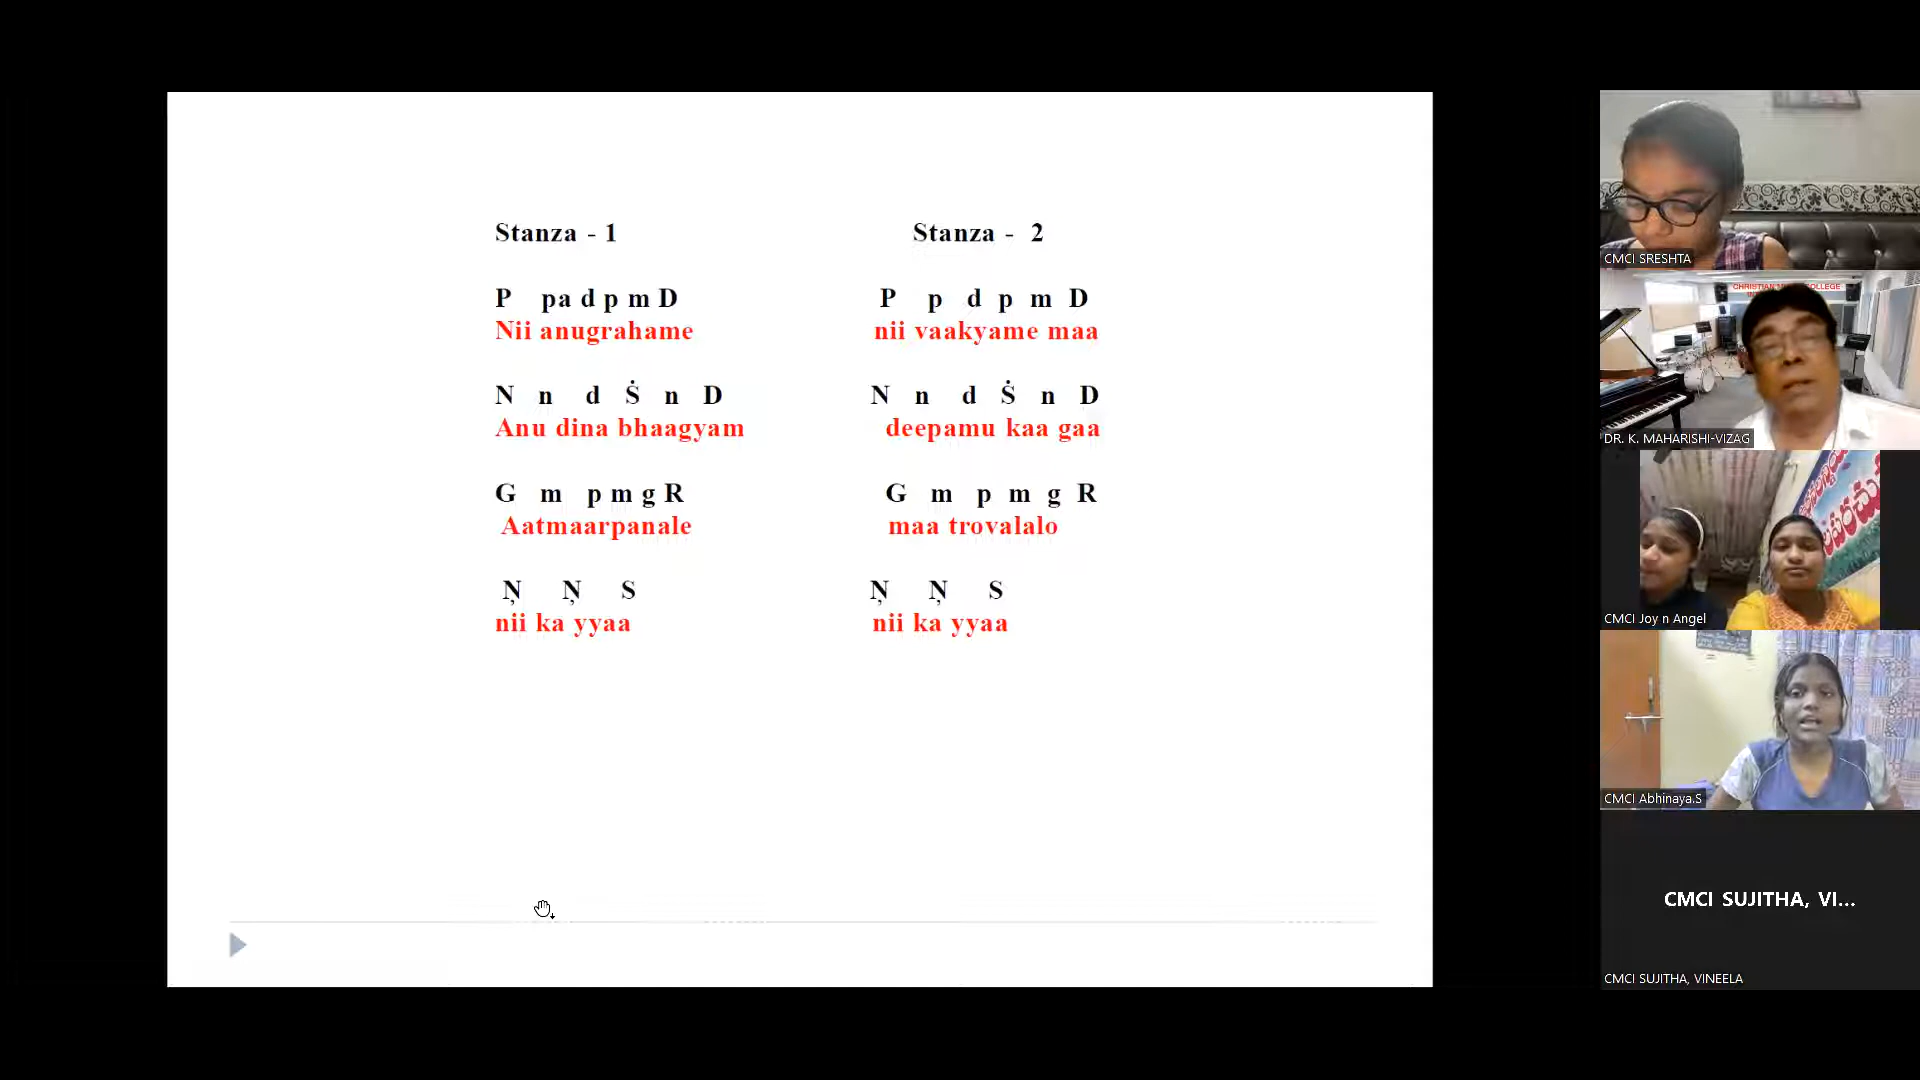 Stanza - 1
P pa d p m D
Nii anugrahame
N n d Ṡ n D
Anu dina bhaagyam
G m p m g R
Aatmaarpanale
Ṇ Ṇ S
nii ka yyaa
Stanza - 2
P p d p m D
nii vaakyame maa
N n d Ṡ n D
deepamu kaa gaa
G m p m g R
maa trovalalo
Ṇ Ṇ S
nii ka yyaa
CMCI SRESHTA
CHRISTIAN
COLLEGE
DR. K. MAHARISHI-VIZAG
CMCI Joy n Angel
CMCI Abhinaya.S
CMCI SUJITHA, VI...
CMCI SUJITHA, VINEELA